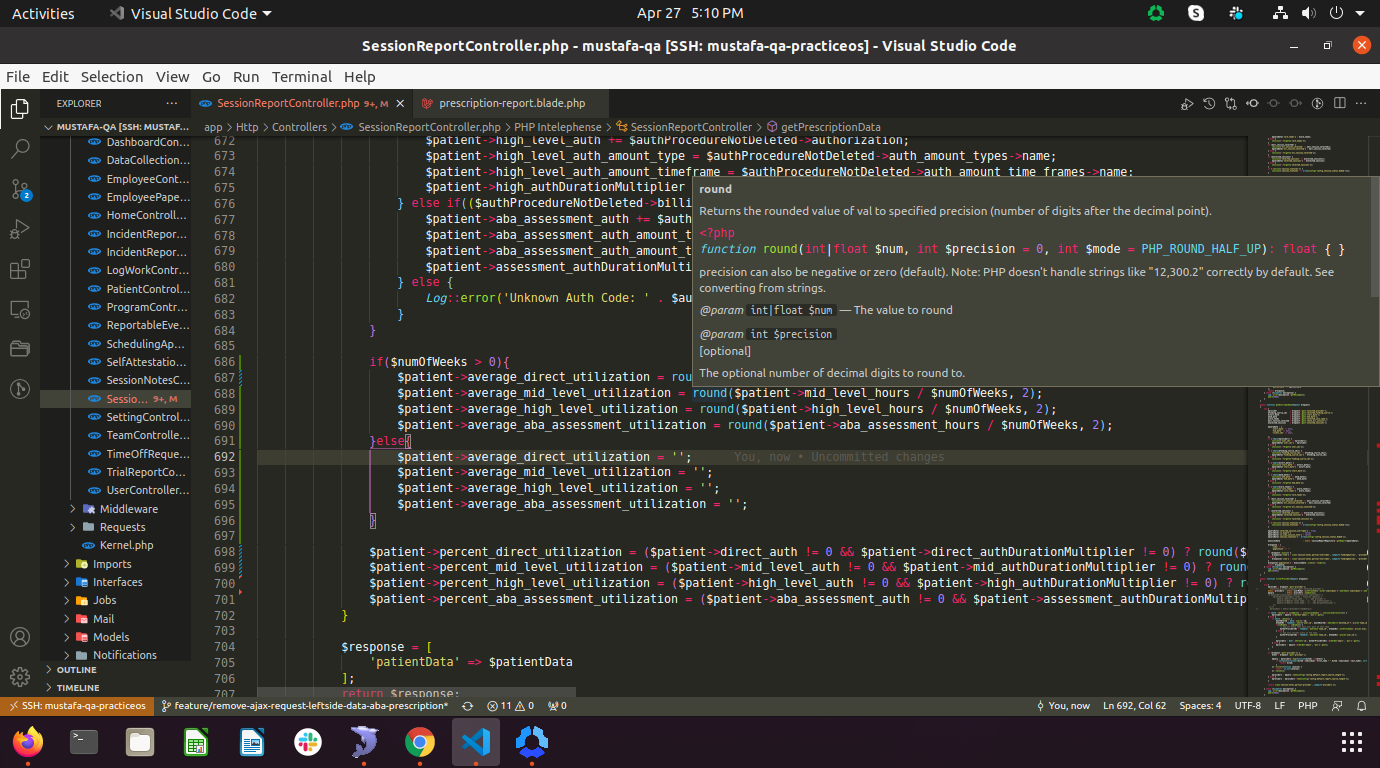 Activities
Visual Studio Code
Apr 27 5:10 PM
SessionReportController.php - mustafa-qa [SSH: mustafa-qa-practiceos] - Visual Studio Code
File Edit Selection View Go Run Terminal Help
EXPLORER ···
SessionReportController.php 9+, M
prescription-report.blade.php
MUSTAFA-QA [SSH: MUSTAF...
app > Http > Controllers > SessionReportController.php > PHP Intelephense > SessionReportController > getPrescriptionData
DashboardCon...
DataCollection...
EmployeeCont...
EmployeePape...
HomeControll...
IncidentRepor...
IncidentRepor...
LogWorkContr...
PatientControl...
ProgramContr...
ReportableEve...
SchedulingAp...
SelfAttestatio...
SessionNotesC...
Sessio... 9+, M
SettingControl...
TeamControlle...
TimeOffReque...
TrialReportCo...
UserController...
Middleware
Requests
Kernel.php
Imports
Interfaces
Jobs
Mail
Models
Notifications
OUTLINE
TIMELINE
2
672 $patient->high_level_auth += $authProcedureNotDeleted->authorization;
673 $patient->high_level_auth_amount_type = $authProcedureNotDeleted->auth_amount_types->name;
674 $patient->high_level_auth_amount_timeframe = $authProcedureNotDeleted->auth_amount_time_frames->name;
675 $patient->high_authDurationMultiplier
676 } else if(($authProcedureNotDeleted->billi
677 $patient->aba_assessment_auth += $auth
678 $patient->aba_assessment_auth_amount_t
679 $patient->aba_assessment_auth_amount_t
680 $patient->assessment_authDurationMulti
681 } else {
682 Log::error('Unknown Auth Code: ' . $au
683 }
684 }
685
686 if($numOfWeeks > 0){
687 $patient->average_direct_utilization = rou
688 $patient->average_mid_level_utilization = round($patient->mid_level_hours / $numOfWeeks, 2);
689 $patient->average_high_level_utilization = round($patient->high_level_hours / $numOfWeeks, 2);
690 $patient->average_aba_assessment_utilization = round($patient->aba_assessment_hours / $numOfWeeks, 2);
691 }else{
692 $patient->average_direct_utilization = ''; You, now • Uncommitted changes
693 $patient->average_mid_level_utilization = '';
694 $patient->average_high_level_utilization = '';
695 $patient->average_aba_assessment_utilization = '';
696 }
697
698 $patient->percent_direct_utilization = ($patient->direct_auth != 0 && $patient->direct_authDurationMultiplier != 0) ? round($
699 $patient->percent_mid_level_utilization = ($patient->mid_level_auth != 0 && $patient->mid_authDurationMultiplier != 0) ? roun
700 $patient->percent_high_level_utilization = ($patient->high_level_auth != 0 && $patient->high_authDurationMultiplier != 0) ? r
701 $patient->percent_aba_assessment_utilization = ($patient->aba_assessment_auth != 0 && $patient->assessment_authDurationMultip
702 }
703
704 $response = [
705 'patientData' => $patientData
706 ];
707 return $response;
round
Returns the rounded value of val to specified precision (number of digits after the decimal point).
<?php
function round(int|float $num, int $precision = 0, int $mode = PHP_ROUND_HALF_UP): float { }
precision can also be negative or zero (default). Note: PHP doesn't handle strings like "12,300.2" correctly by default. See
converting from strings.
@param int|float $num — The value to round
@param int $precision
[optional]
The optional number of decimal digits to round to.
SSH: mustafa-qa-practiceos
feature/remove-ajax-request-leftside-data-aba-prescription*
11 0
0
You, now
Ln 692, Col 62
Spaces: 4
UTF-8
LF
PHP